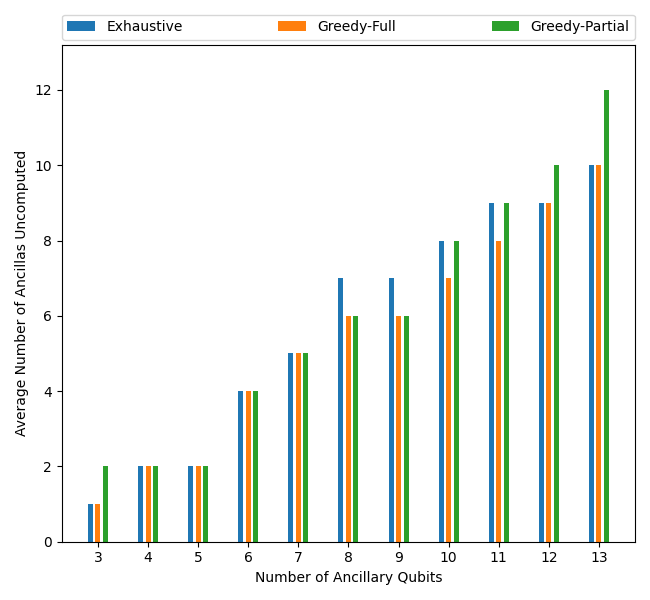 Exhaustive Greedy-Full Greedy-Partial
Average Number of Ancillas Uncomputed
12
10
8
6
4
2
0
3 4 5 6 7 8 9 10 11 12 13
Number of Ancillary Qubits